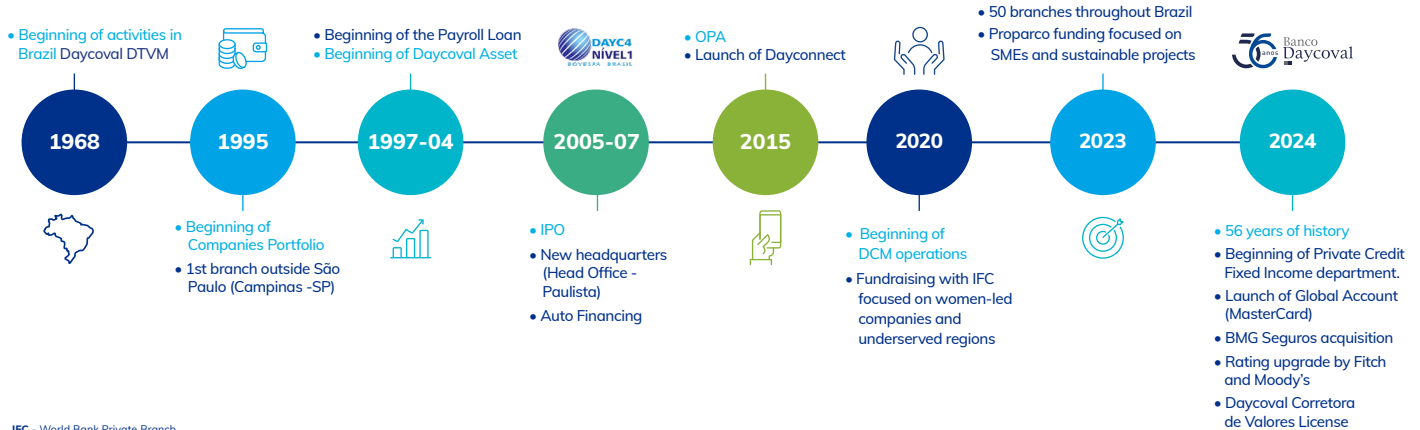 • Beginning of activities in
Brazil Daycoval DTVM
1968
1995
• Beginning of
Companies Portfolio
• 1st branch outside São
Paulo (Campinas -SP)
• Beginning of the Payroll Loan
• Beginning of Daycoval Asset
1997-04
DAYC4
NÍVEL1
BOVESPA BRASIL
2005-07
• IPO
• New headquarters
(Head Office -
Paulista)
• Auto Financing
• OPA
• Launch of Dayconnect
2015
2020
• Beginning of
DCM operations
• Fundraising with IFC
focused on women-led
companies and
underserved regions
• 50 branches throughout Brazil
• Proparco funding focused on
SMEs and sustainable projects
2023
56 anos
Banco
Daycoval
2024
• 56 years of history
• Beginning of Private Credit
Fixed Income department.
• Launch of Global Account
(MasterCard)
• BMG Seguros acquisition
• Rating upgrade by Fitch
and Moody's
• Daycoval Corretora
de Valores License
IFC - World Bank Private Branch